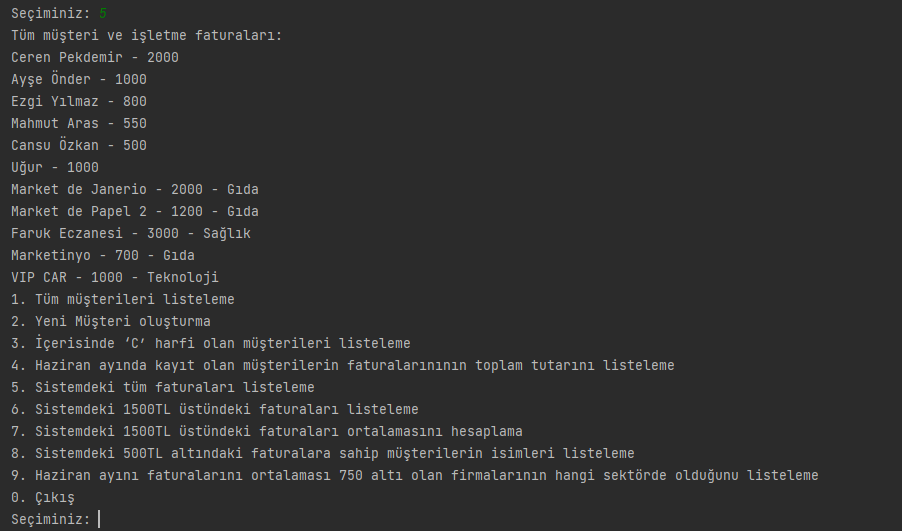 Seçiminiz: 5
Tüm müşteri ve işletme faturaları:
Ceren Pekdemir - 2000
Ayşe Önder - 1000
Ezgi Yılmaz - 800
Mahmut Aras - 550
Cansu Özkan - 500
Uğur - 1000
Market de Janerio - 2000 - Gıda
Market de Papel 2 - 1200 - Gıda
Faruk Eczanesi - 3000 - Sağlık
Marketinyo - 700 - Gıda
VIP CAR - 1000 - Teknoloji
1. Tüm müşterileri listeleme
2. Yeni Müşteri oluşturma
3. İçerisinde ‘C’ harfi olan müşterileri listeleme
4. Haziran ayında kayıt olan müşterilerin faturalarınının toplam tutarını listeleme
5. Sistemdeki tüm faturaları listeleme
6. Sistemdeki 1500TL üstündeki faturaları listeleme
7. Sistemdeki 1500TL üstündeki faturaları ortalamasını hesaplama
8. Sistemdeki 500TL altındaki faturalara sahip müşterilerin isimleri listeleme
9. Haziran ayını faturalarını ortalaması 750 altı olan firmalarının hangi sektörde olduğunu listeleme
0. Çıkış
Seçiminiz: